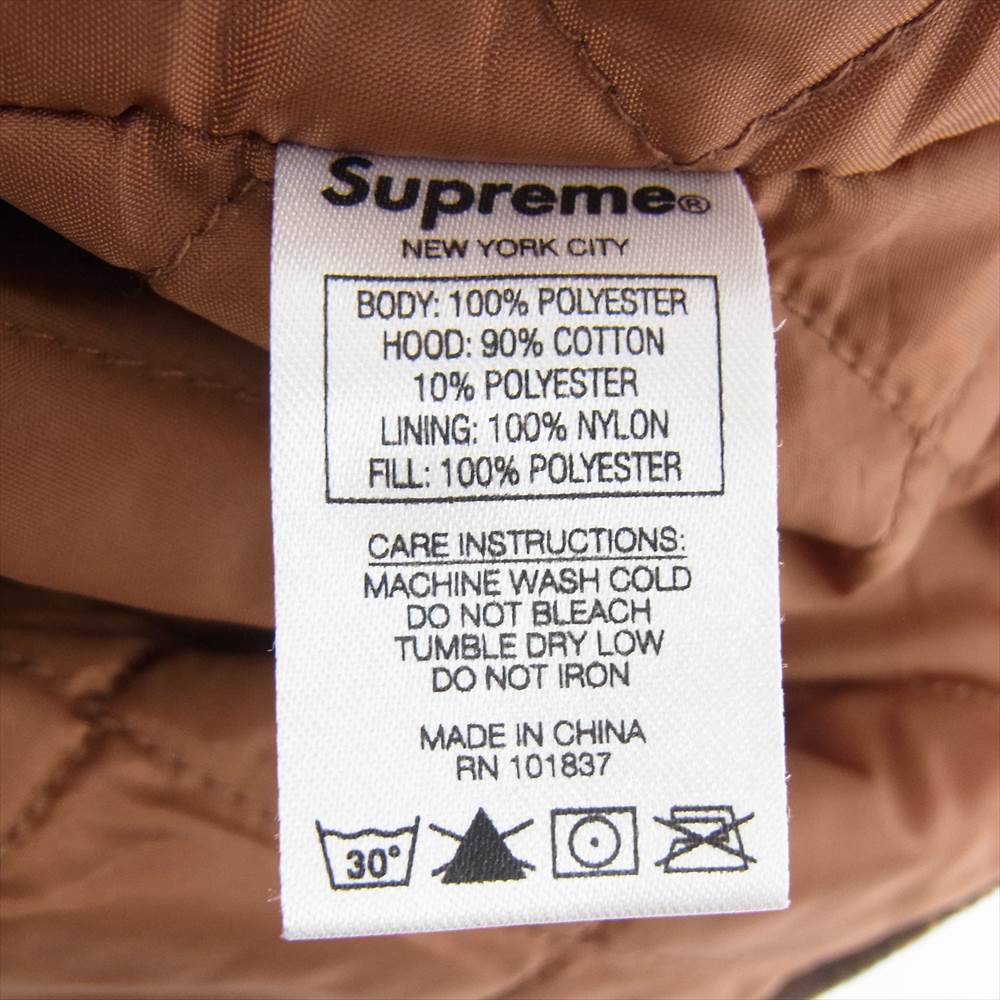 Supreme®
NEW YORK CITY
BODY: 100% POLYESTER
HOOD: 90% COTTON
10% POLYESTER
LINING: 100% NYLON
FILL: 100% POLYESTER
CARE INSTRUCTIONS:
MACHINE WASH COLD
DO NOT BLEACH
TUMBLE DRY LOW
DO NOT IRON
MADE IN CHINA
RN 101837
30°